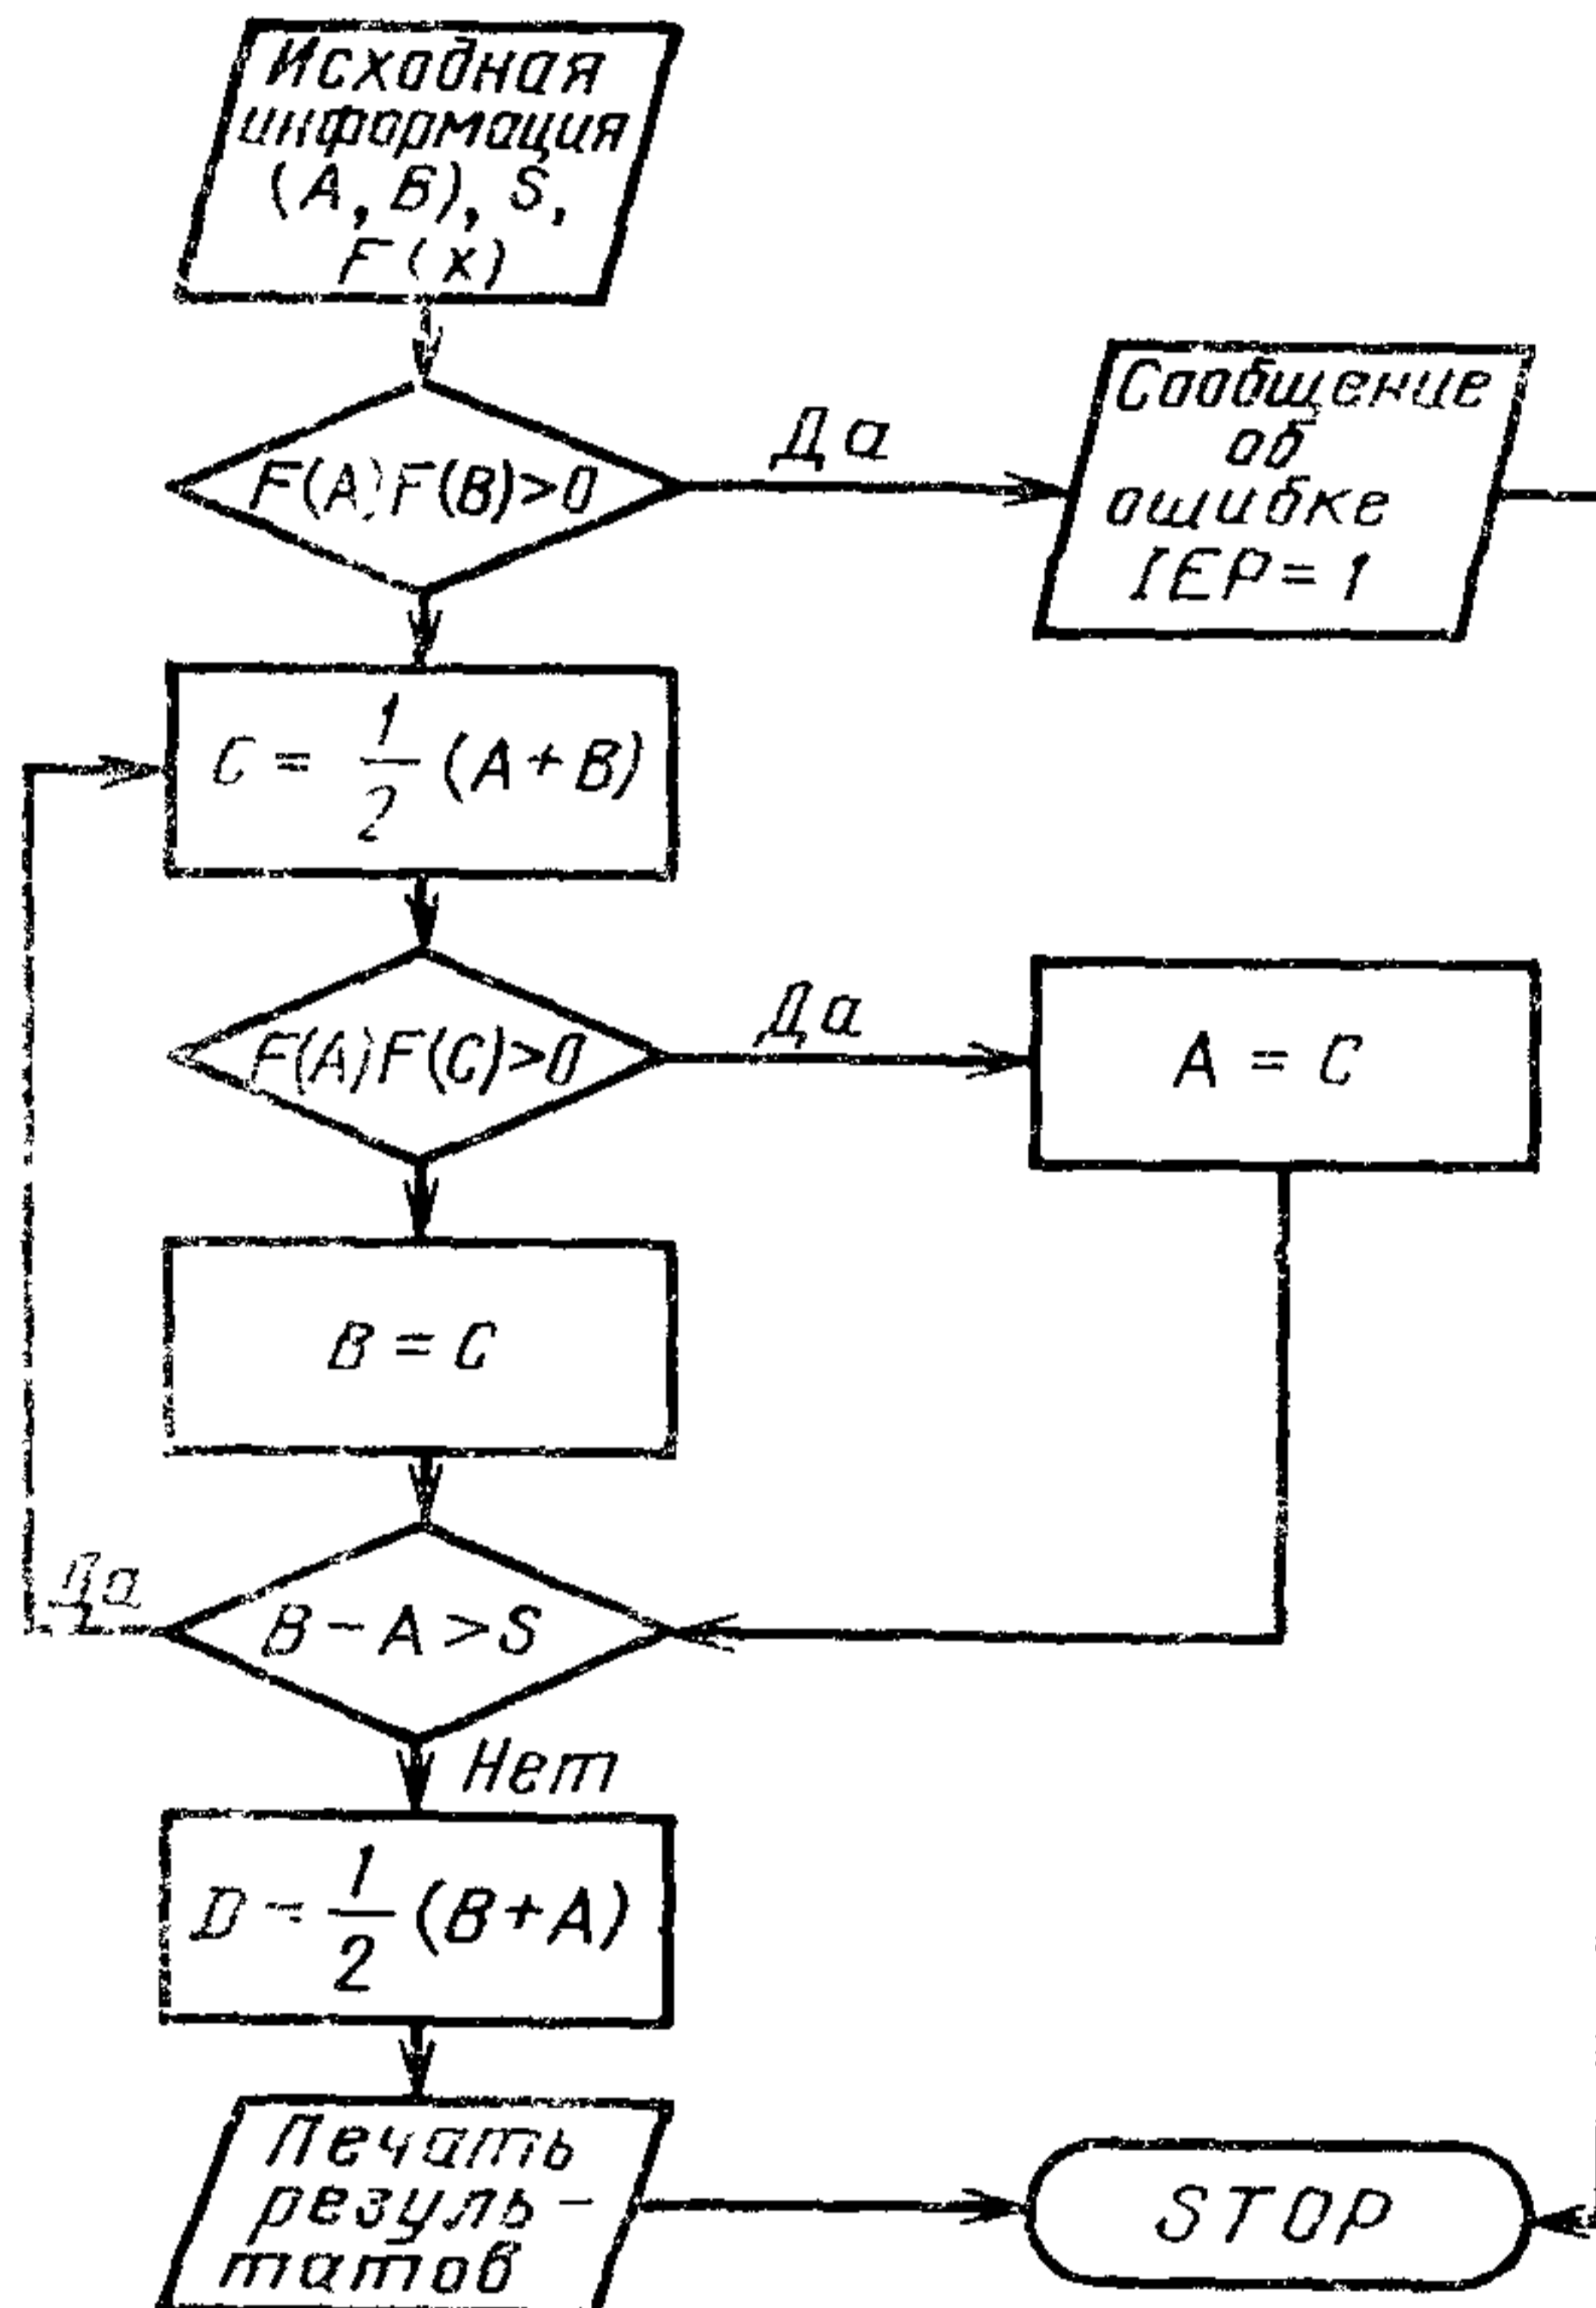 Исходная
информация
(A, B), S,
F(x)
F(A)F(B)>0
Да
Сообщение
об
ошибке
IEP=1
C = 1/2 (A+B)
F(A)F(C)>0
Да
A = C
B = C
Да
B-A>S
Нет
D = 1/2 (B+A)
Печать
резуль-
татов
STOP